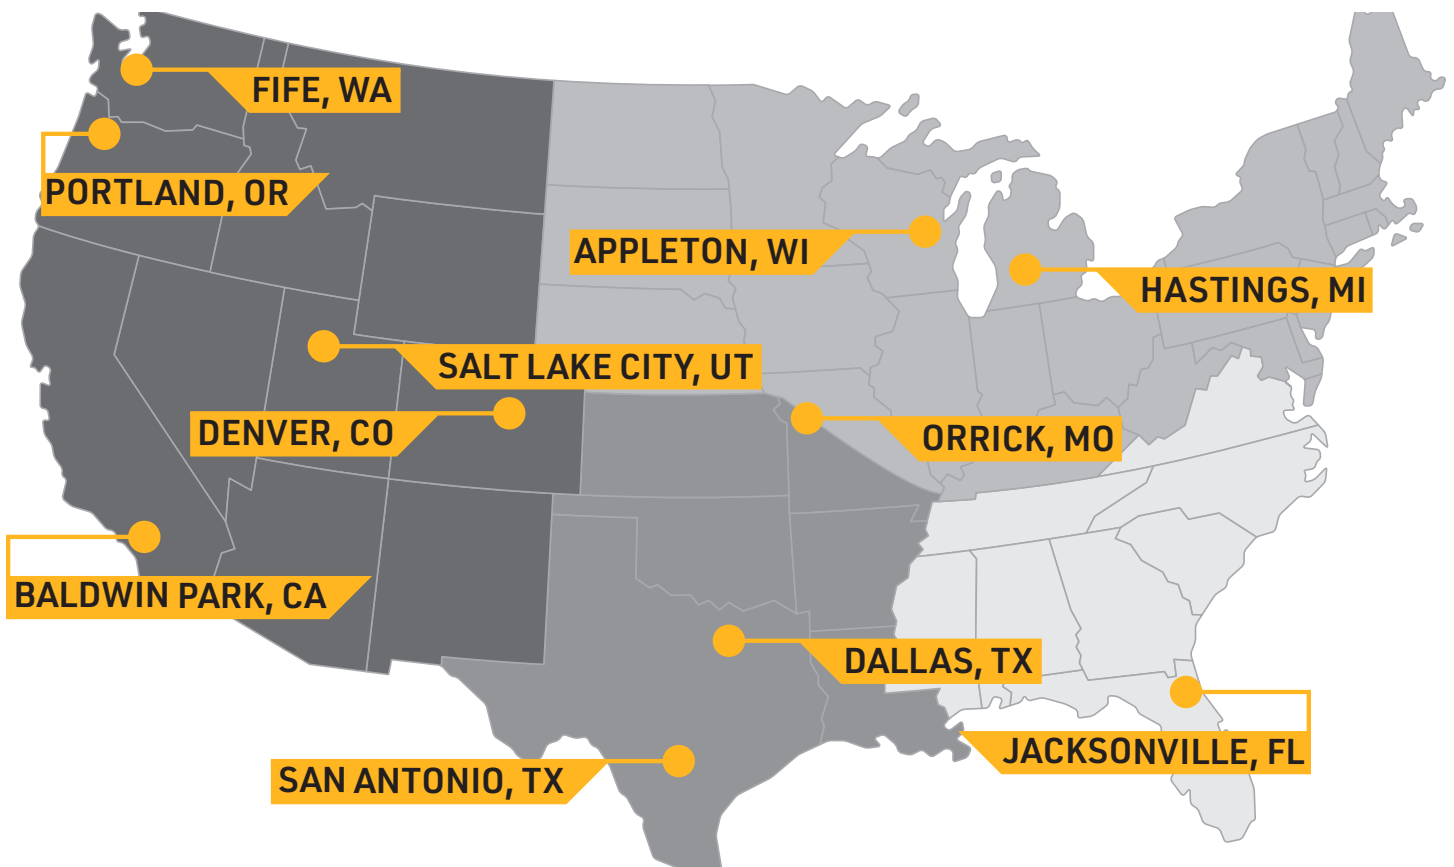 FIFE, WA
PORTLAND, OR
APPLETON, WI
HASTINGS, MI
SALT LAKE CITY, UT
DENVER, CO
ORRICK, MO
BALDWIN PARK, CA
DALLAS, TX
JACKSONVILLE, FL
SAN ANTONIO, TX